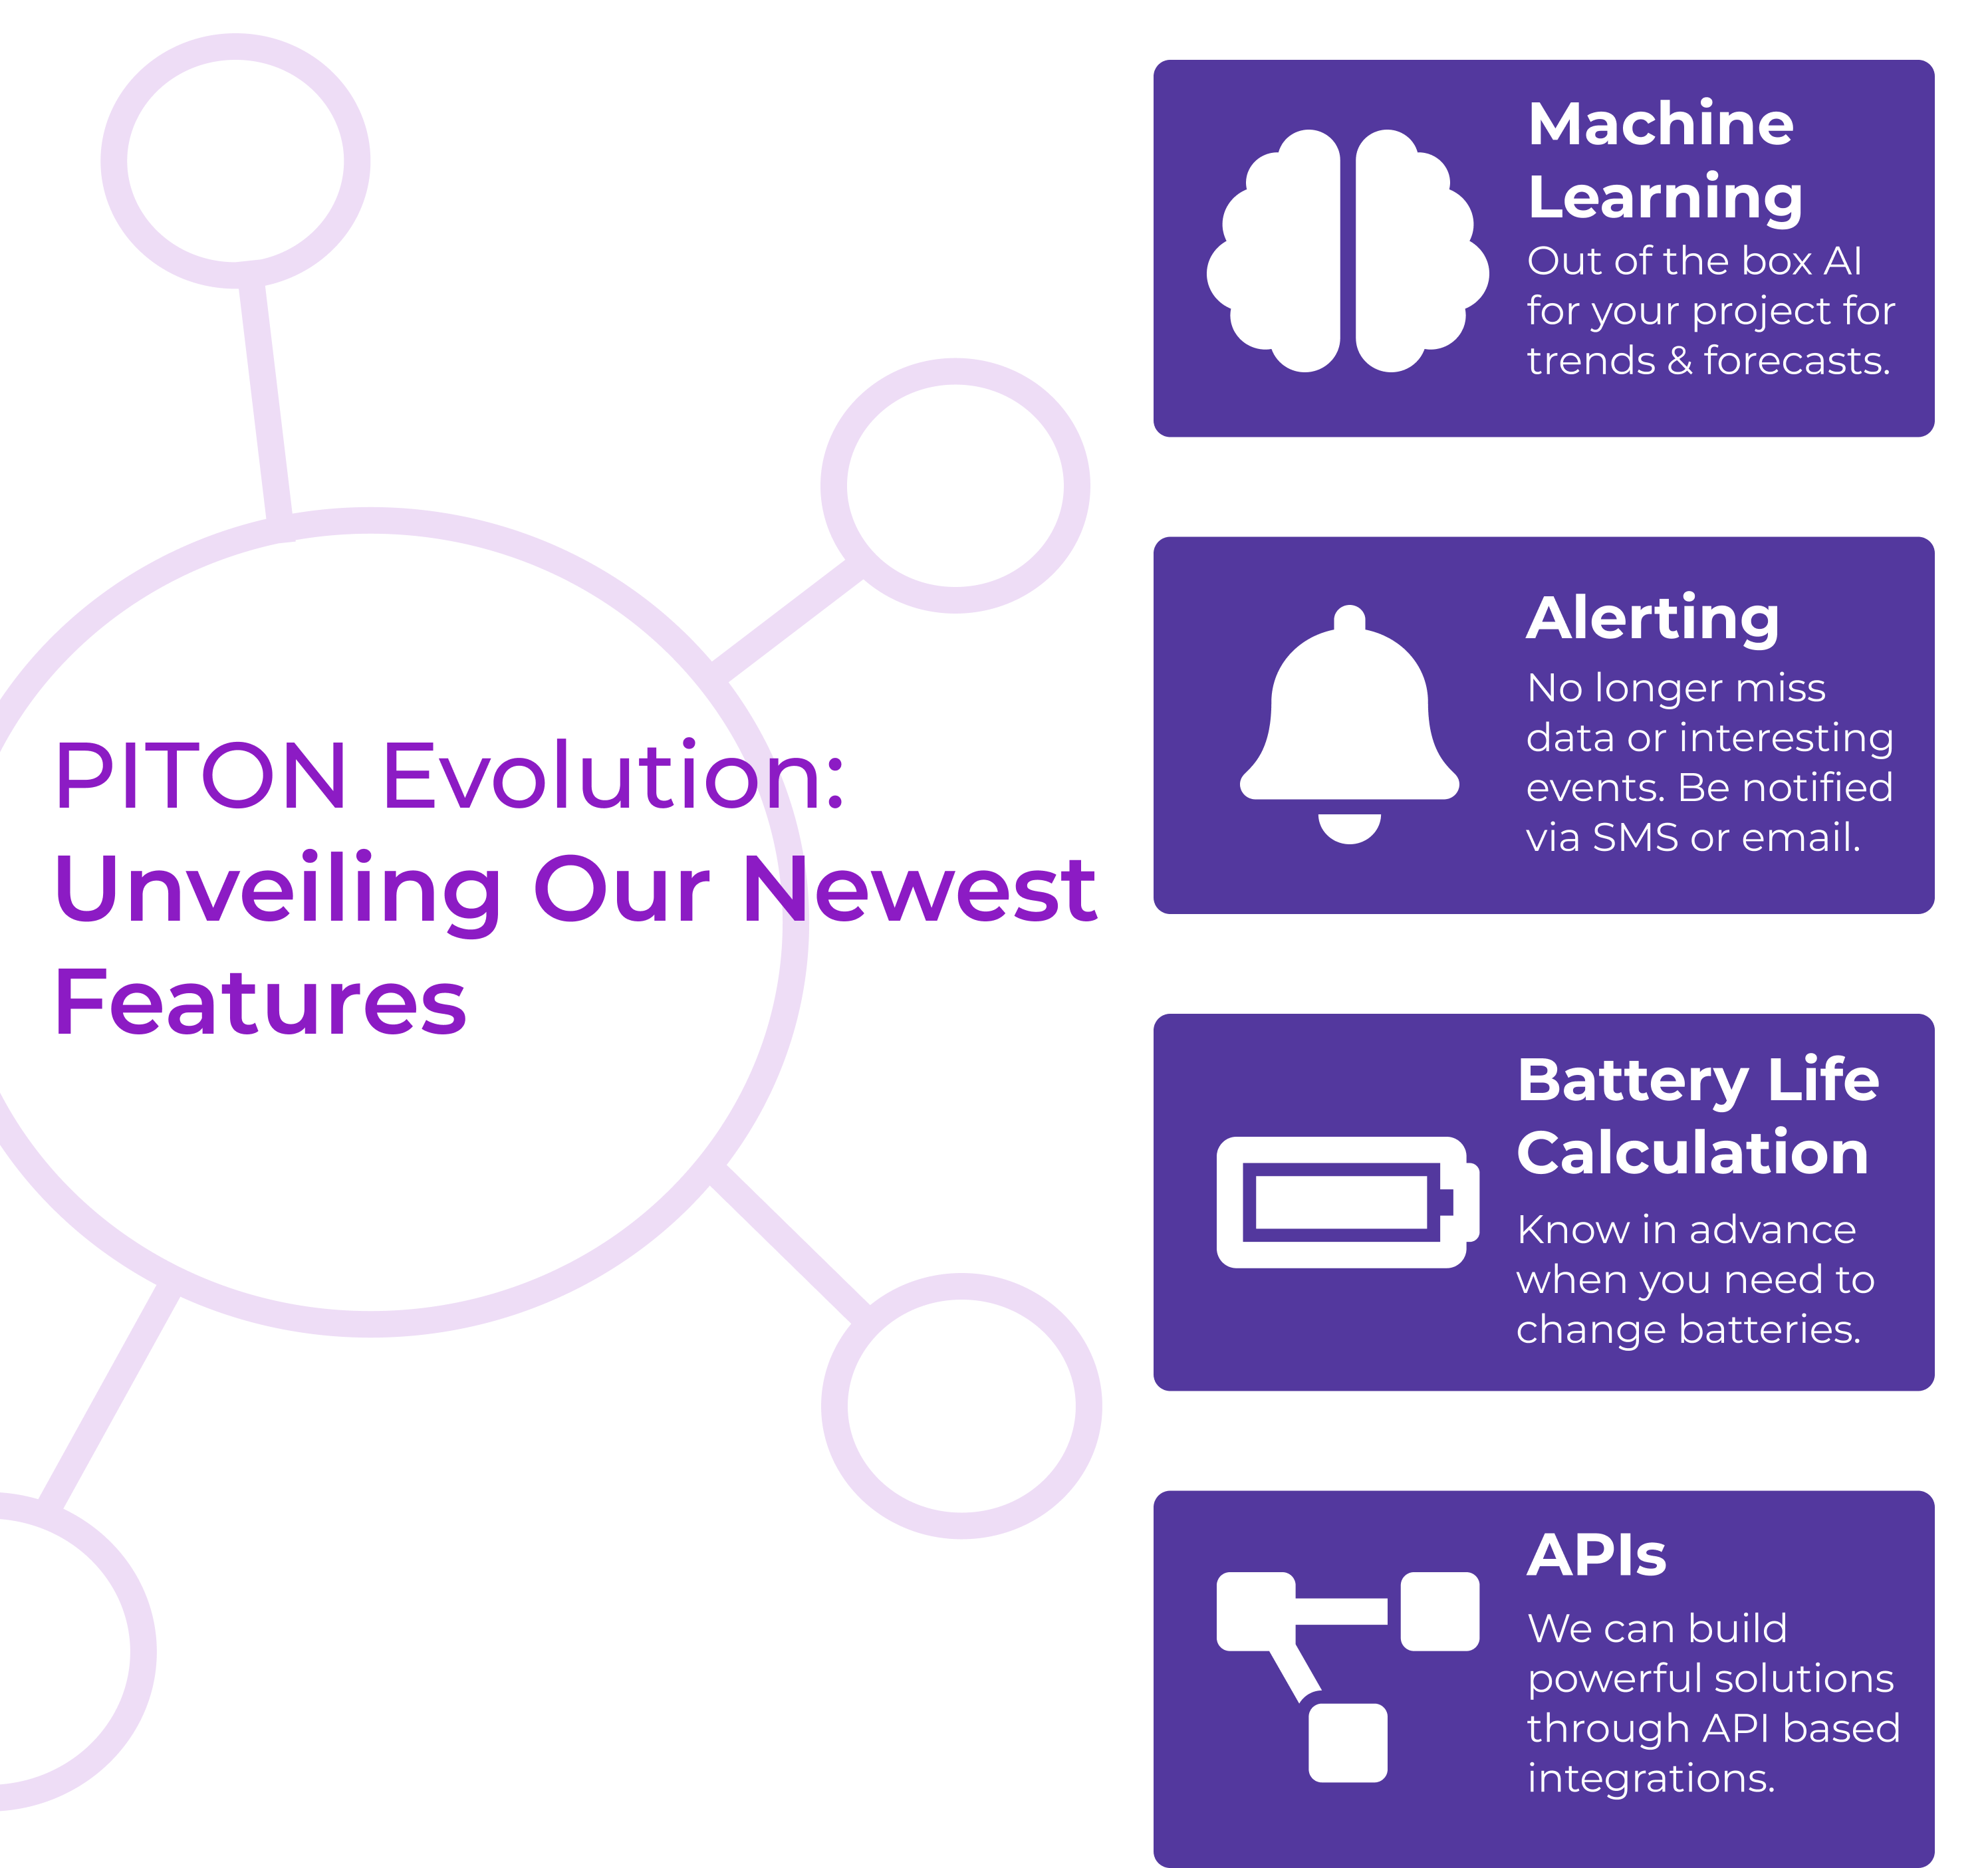 PITON Evolution:
Unveiling Our Newest
Features
Machine
Learning
Out of the box AI
for your project for
trends & forecasts.
Alerting
No longer miss
data or interesting
events. Be notified
via SMS or email.
Battery Life
Calculation
Know in advance
when you need to
change batteries.
APIs
We can build
powerful solutions
through API based
integrations.